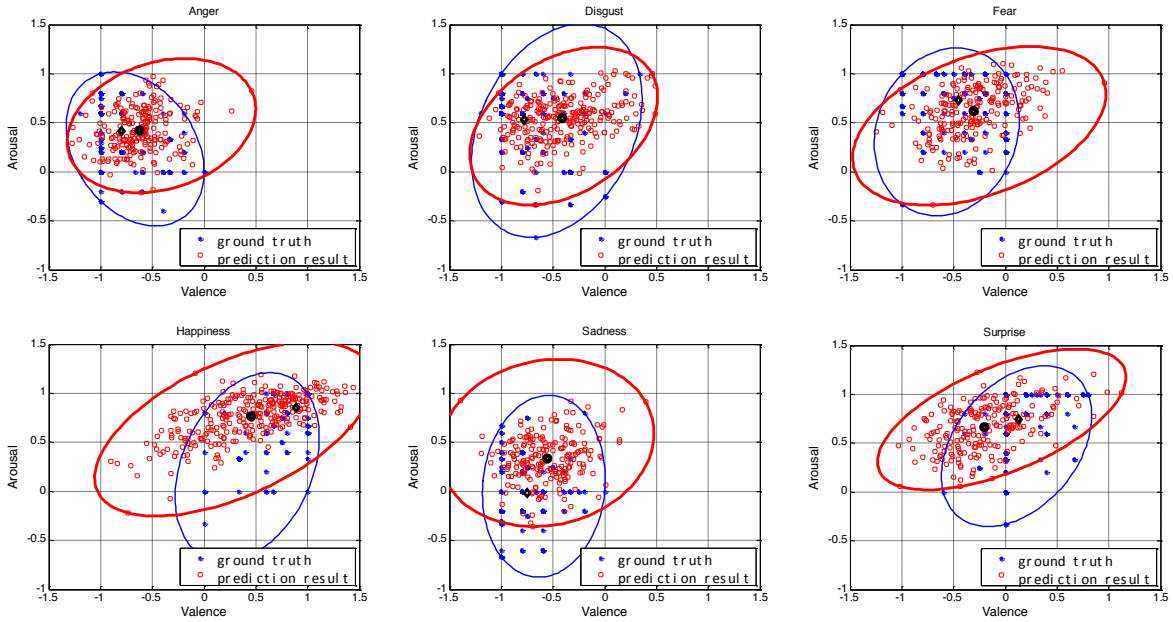 Anger
1.5
1
0.5
0
-0.5
-1
Arousal
-1.5 -1 -0.5 0 0.5 1 1.5
Valence
ground truth
prediction result
Disgust
1.5
1
0.5
0
-0.5
-1
Arousal
-1.5 -1 -0.5 0 0.5 1 1.5
Valence
ground truth
prediction result
Fear
1.5
1
0.5
0
-0.5
-1
Arousal
-1.5 -1 -0.5 0 0.5 1 1.5
Valence
ground truth
prediction result
Happiness
1.5
1
0.5
0
-0.5
-1
Arousal
-1.5 -1 -0.5 0 0.5 1 1.5
Valence
ground truth
prediction result
Sadness
1.5
1
0.5
0
-0.5
-1
Arousal
-1.5 -1 -0.5 0 0.5 1 1.5
Valence
ground truth
prediction result
Surprise
1.5
1
0.5
0
-0.5
-1
Arousal
-1.5 -1 -0.5 0 0.5 1 1.5
Valence
ground truth
prediction result